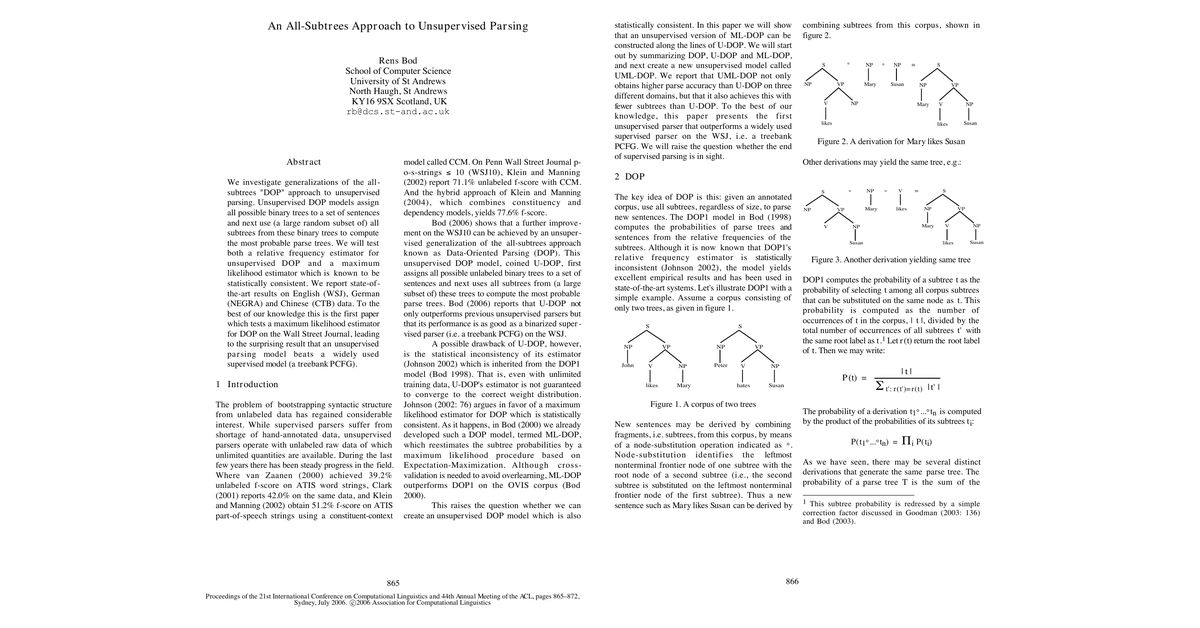 An All-Subtrees Approach to Unsupervised Parsing
Rens Bod
School of Computer Science
University of St Andrews
North Haugh, St Andrews
KY16 9SX Scotland, UK
rb@dcs.st-and.ac.uk
Abstract
We investigate generalizations of the all-
subtrees "DOP" approach to unsupervised
parsing. Unsupervised DOP models assign
all possible binary trees to a set of sentences
and next use (a large random subset of) all
subtrees from these binary trees to compute
the most probable parse trees. We will test
both a relative frequency estimator for
unsupervised DOP and a maximum
likelihood estimator which is known to be
statistically consistent. We report state-of-
the-art results on English (WSJ), German
(NEGRA) and Chinese (CTB) data. To the
best of our knowledge this is the first paper
which tests a maximum likelihood estimator
for DOP on the Wall Street Journal, leading
to the surprising result that an unsupervised
parsing model beats a widely used
supervised model (a treebank PCFG).
1 Introduction
The problem of bootstrapping syntactic structure
from unlabeled data has regained considerable
interest. While supervised parsers suffer from
shortage of hand-annotated data, unsupervised
parsers operate with unlabeled raw data of which
unlimited quantities are available. During the last
few years there has been steady progress in the field.
Where van Zaanen (2000) achieved 39.2%
unlabeled f-score on ATIS word strings, Clark
(2001) reports 42.0% on the same data, and Klein
and Manning (2002) obtain 51.2% f-score on ATIS
part-of-speech strings using a constituent-context
model called CCM. On Penn Wall Street Journal p-
o-s-strings ≤ 10 (WSJ10), Klein and Manning
(2002) report 71.1% unlabeled f-score with CCM.
And the hybrid approach of Klein and Manning
(2004), which combines constituency and
dependency models, yields 77.6% f-score.
Bod (2006) shows that a further improve-
ment on the WSJ10 can be achieved by an unsuper-
vised generalization of the all-subtrees approach
known as Data-Oriented Parsing (DOP). This
unsupervised DOP model, coined U-DOP, first
assigns all possible unlabeled binary trees to a set of
sentences and next uses all subtrees from (a large
subset of) these trees to compute the most probable
parse trees. Bod (2006) reports that U-DOP not
only outperforms previous unsupervised parsers but
that its performance is as good as a binarized super-
vised parser (i.e. a treebank PCFG) on the WSJ.
A possible drawback of U-DOP, however,
is the statistical inconsistency of its estimator
(Johnson 2002) which is inherited from the DOP1
model (Bod 1998). That is, even with unlimited
training data, U-DOP's estimator is not guaranteed
to converge to the correct weight distribution.
Johnson (2002: 76) argues in favor of a maximum
likelihood estimator for DOP which is statistically
consistent. As it happens, in Bod (2000) we already
developed such a DOP model, termed ML-DOP,
which reestimates the subtree probabilities by a
maximum likelihood procedure based on
Expectation-Maximization. Although cross-
validation is needed to avoid overlearning, ML-DOP
outperforms DOP1 on the OVIS corpus (Bod
2000).
This raises the question whether we can
create an unsupervised DOP model which is also
865
Proceedings of the 21st International Conference on Computational Linguistics and 44th Annual Meeting of the ACL, pages 865–872,
Sydney, July 2006. ©2006 Association for Computational Linguistics
statistically consistent. In this paper we will show
that an unsupervised version of ML-DOP can be
constructed along the lines of U-DOP. We will start
out by summarizing DOP, U-DOP and ML-DOP,
and next create a new unsupervised model called
UML-DOP. We report that UML-DOP not only
obtains higher parse accuracy than U-DOP on three
different domains, but that it also achieves this with
fewer subtrees than U-DOP. To the best of our
knowledge, this paper presents the first
unsupervised parser that outperforms a widely used
supervised parser on the WSJ, i.e. a treebank
PCFG. We will raise the question whether the end
of supervised parsing is in sight.
2 DOP
The key idea of DOP is this: given an annotated
corpus, use all subtrees, regardless of size, to parse
new sentences. The DOP1 model in Bod (1998)
computes the probabilities of parse trees and
sentences from the relative frequencies of the
subtrees. Although it is now known that DOP1's
relative frequency estimator is statistically
inconsistent (Johnson 2002), the model yields
excellent empirical results and has been used in
state-of-the-art systems. Let's illustrate DOP1 with a
simple example. Assume a corpus consisting of
only two trees, as given in figure 1.
S S
NP VP NP VP
John V NP Peter V NP
likes Mary hates Susan
Figure 1. A corpus of two trees
New sentences may be derived by combining
fragments, i.e. subtrees, from this corpus, by means
of a node-substitution operation indicated as °.
Node-substitution identifies the leftmost
nonterminal frontier node of one subtree with the
root node of a second subtree (i.e., the second
subtree is substituted on the leftmost nonterminal
frontier node of the first subtree). Thus a new
sentence such as Mary likes Susan can be derived by
combining subtrees from this corpus, shown in
figure 2.
S ° NP ° NP = S
NP VP Mary Susan NP VP
V NP Mary V NP
likes likes Susan
Figure 2. A derivation for Mary likes Susan
Other derivations may yield the same tree, e.g.:
S ° NP ° V = S
NP VP Mary likes NP VP
V NP Mary V NP
Susan likes Susan
Figure 3. Another derivation yielding same tree
DOP1 computes the probability of a subtree t as the
probability of selecting t among all corpus subtrees
that can be substituted on the same node as t. This
probability is computed as the number of
occurrences of t in the corpus, | t |, divided by the
total number of occurrences of all subtrees t' with
the same root label as t.1 Let r(t) return the root label
of t. Then we may write:
P(t) = | t | / Σ t': r(t')=r(t) | t' |
The probability of a derivation t1°...°tn is computed
by the product of the probabilities of its subtrees ti:
P(t1°...°tn) = Πi P(ti)
As we have seen, there may be several distinct
derivations that generate the same parse tree. The
probability of a parse tree T is the sum of the
1 This subtree probability is redressed by a simple
correction factor discussed in Goodman (2003: 136)
and Bod (2003).
866